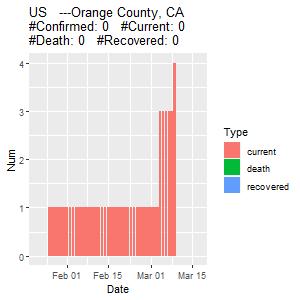 US   ---Orange County, CA
#Confirmed: 0   #Current: 0
#Death: 0   #Recovered: 0
4
3
2
1
0
Num
Feb 01
Feb 15
Mar 01
Mar 15
Date
Type
current
death
recovered